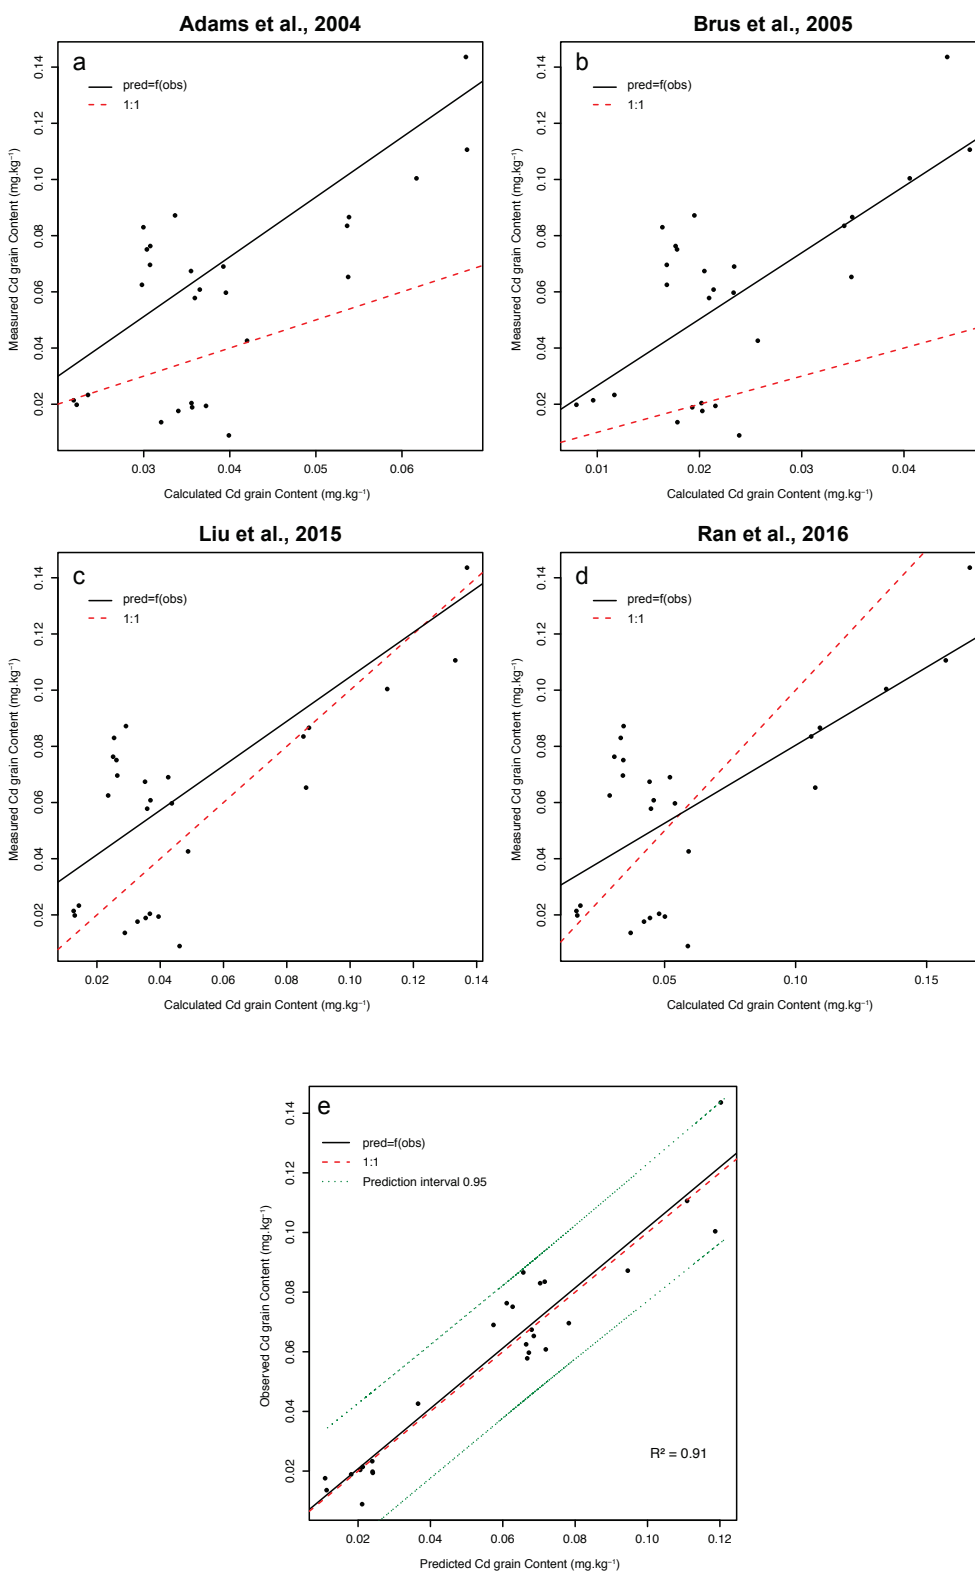 Adams et al., 2004
a
pred=f(obs)
1:1
Measured Cd grain Content (mg.kg⁻¹)
0.14
0.12
0.10
0.08
0.06
0.04
0.02
0.03 0.04 0.05 0.06
Calculated Cd grain Content (mg.kg⁻¹)
Brus et al., 2005
b
pred=f(obs)
1:1
Measured Cd grain Content (mg.kg⁻¹)
0.14
0.12
0.10
0.08
0.06
0.04
0.02
0.01 0.02 0.03 0.04
Calculated Cd grain Content (mg.kg⁻¹)
Liu et al., 2015
c
pred=f(obs)
1:1
Measured Cd grain Content (mg.kg⁻¹)
0.14
0.12
0.10
0.08
0.06
0.04
0.02
0.02 0.04 0.06 0.08 0.10 0.12 0.14
Calculated Cd grain Content (mg.kg⁻¹)
Ran et al., 2016
d
pred=f(obs)
1:1
Measured Cd grain Content (mg.kg⁻¹)
0.14
0.12
0.10
0.08
0.06
0.04
0.02
0.05 0.10 0.15
Calculated Cd grain Content (mg.kg⁻¹)
e
pred=f(obs)
1:1
Prediction interval 0.95
Observed Cd grain Content (mg.kg⁻¹)
0.14
0.12
0.10
0.08
0.06
0.04
0.02
R² = 0.91
0.02 0.04 0.06 0.08 0.10 0.12
Predicted Cd grain Content (mg.kg⁻¹)